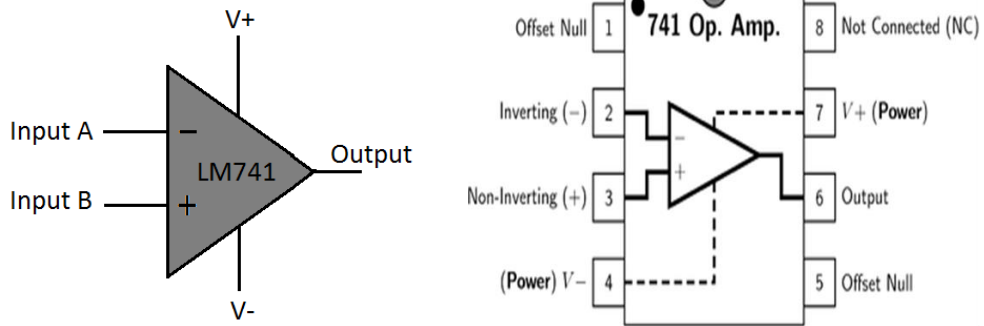 V+
Input A
−
LM741
Output
Input B
+
V-
741 Op. Amp.
Offset Null 1
8 Not Connected (NC)
Inverting (−) 2
7 V+ (Power)
−
+
Non-Inverting (+) 3
6 Output
(Power) V− 4
5 Offset Null